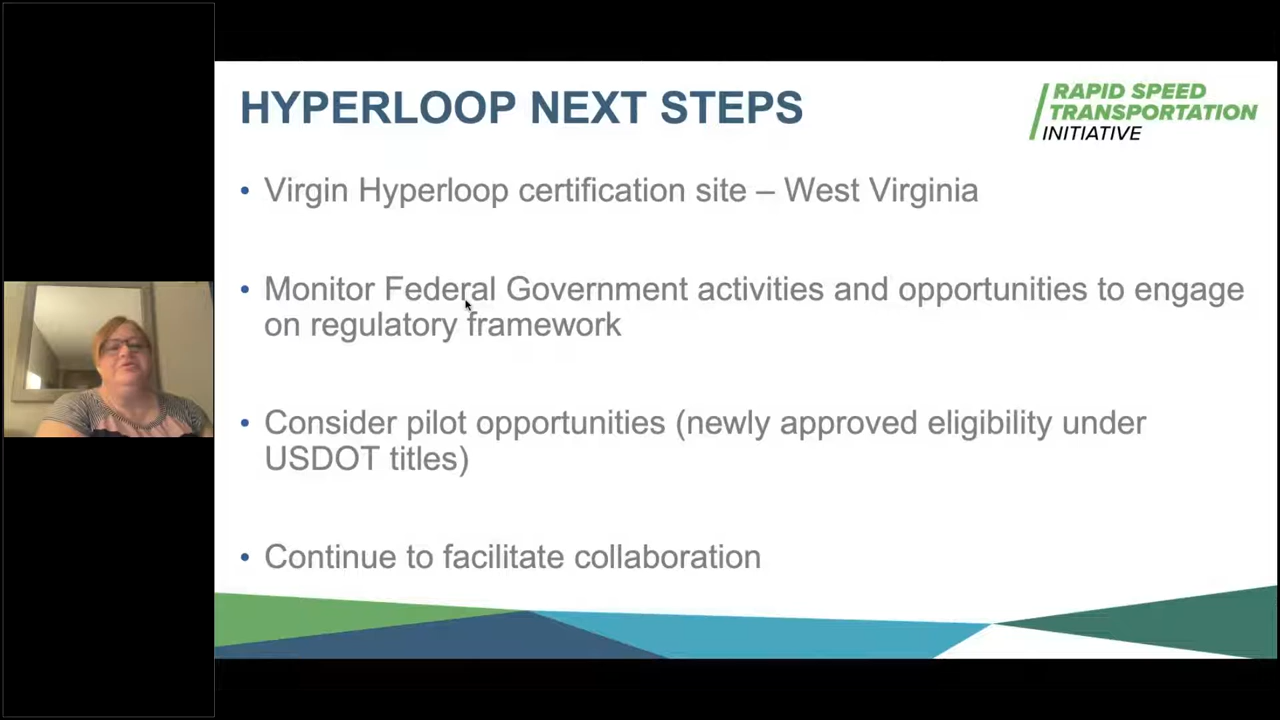 HYPERLOOP NEXT STEPS
RAPID SPEED
TRANSPORTATION
INITIATIVE
• Virgin Hyperloop certification site – West Virginia
• Monitor Federal Government activities and opportunities to engage
on regulatory framework
• Consider pilot opportunities (newly approved eligibility under
USDOT titles)
• Continue to facilitate collaboration